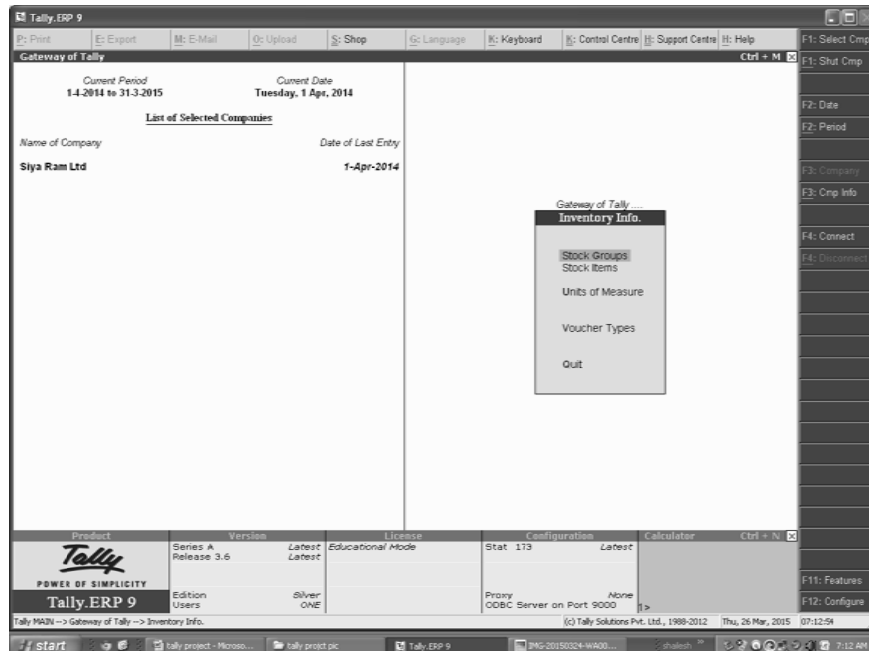 Tally.ERP 9
P: Print E: Export M: E-Mail O: Upload S: Shop G: Language K: Keyboard K: Control Centre H: Support Centre H: Help
F1: Select Cmp
Gateway of Tally Ctrl + M
F1: Shut Cmp
Current Period Current Date
1-4-2014 to 31-3-2015 Tuesday, 1 Apr, 2014
F2: Date
List of Selected Companies
F2: Period
Name of Company Date of Last Entry
Siya Ram Ltd 1-Apr-2014
F3: Company
F3: Cmp Info
Gateway of Tally ....
Inventory Info.
F4: Connect
Stock Groups
F4: Disconnect
Stock Items
Units of Measure
Voucher Types
Quit
Product Version License Configuration Calculator Ctrl + N
Tally
POWER OF SIMPLICITY
Tally.ERP 9
Series A Latest
Release 3.6 Latest
Edition Silver
Users ONE
Educational Mode
Stat 173 Latest
Proxy None
ODBC Server on Port 9000
1>
F11: Features
F12: Configure
Tally MAIN --> Gateway of Tally --> Inventory Info. (c) Tally Solutions Pvt. Ltd., 1988-2012 Thu, 26 Mar, 2015 07:12:54
start tally project - Microso... tally projct pic Tally.ERP 9 IMG-20150324-WA00... shailesh 7:12 AM